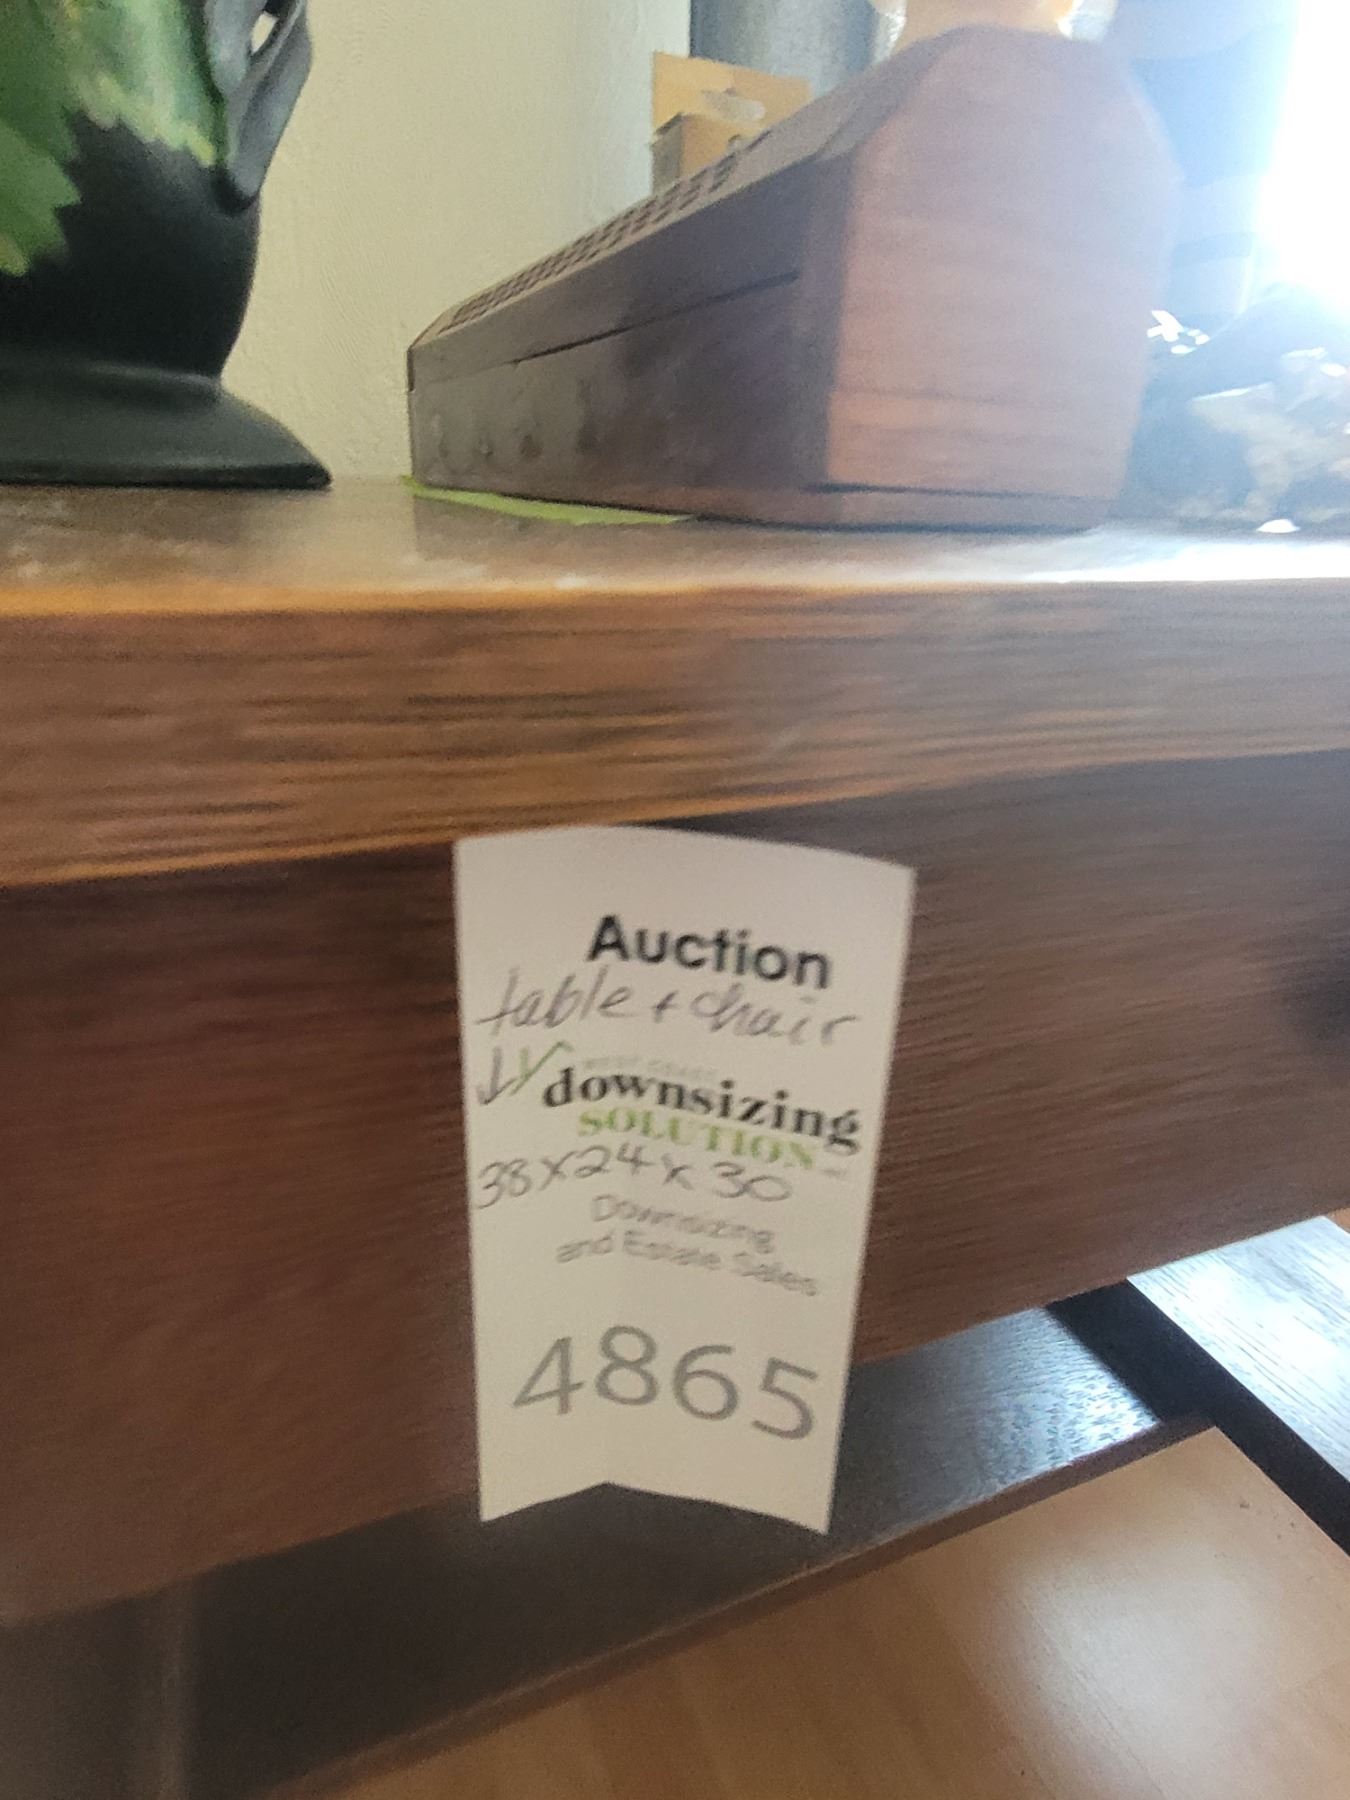 Auction
table + chair
downsizing
SOLUTION
38x24x30
Downsizing
and Estate Sales
4865